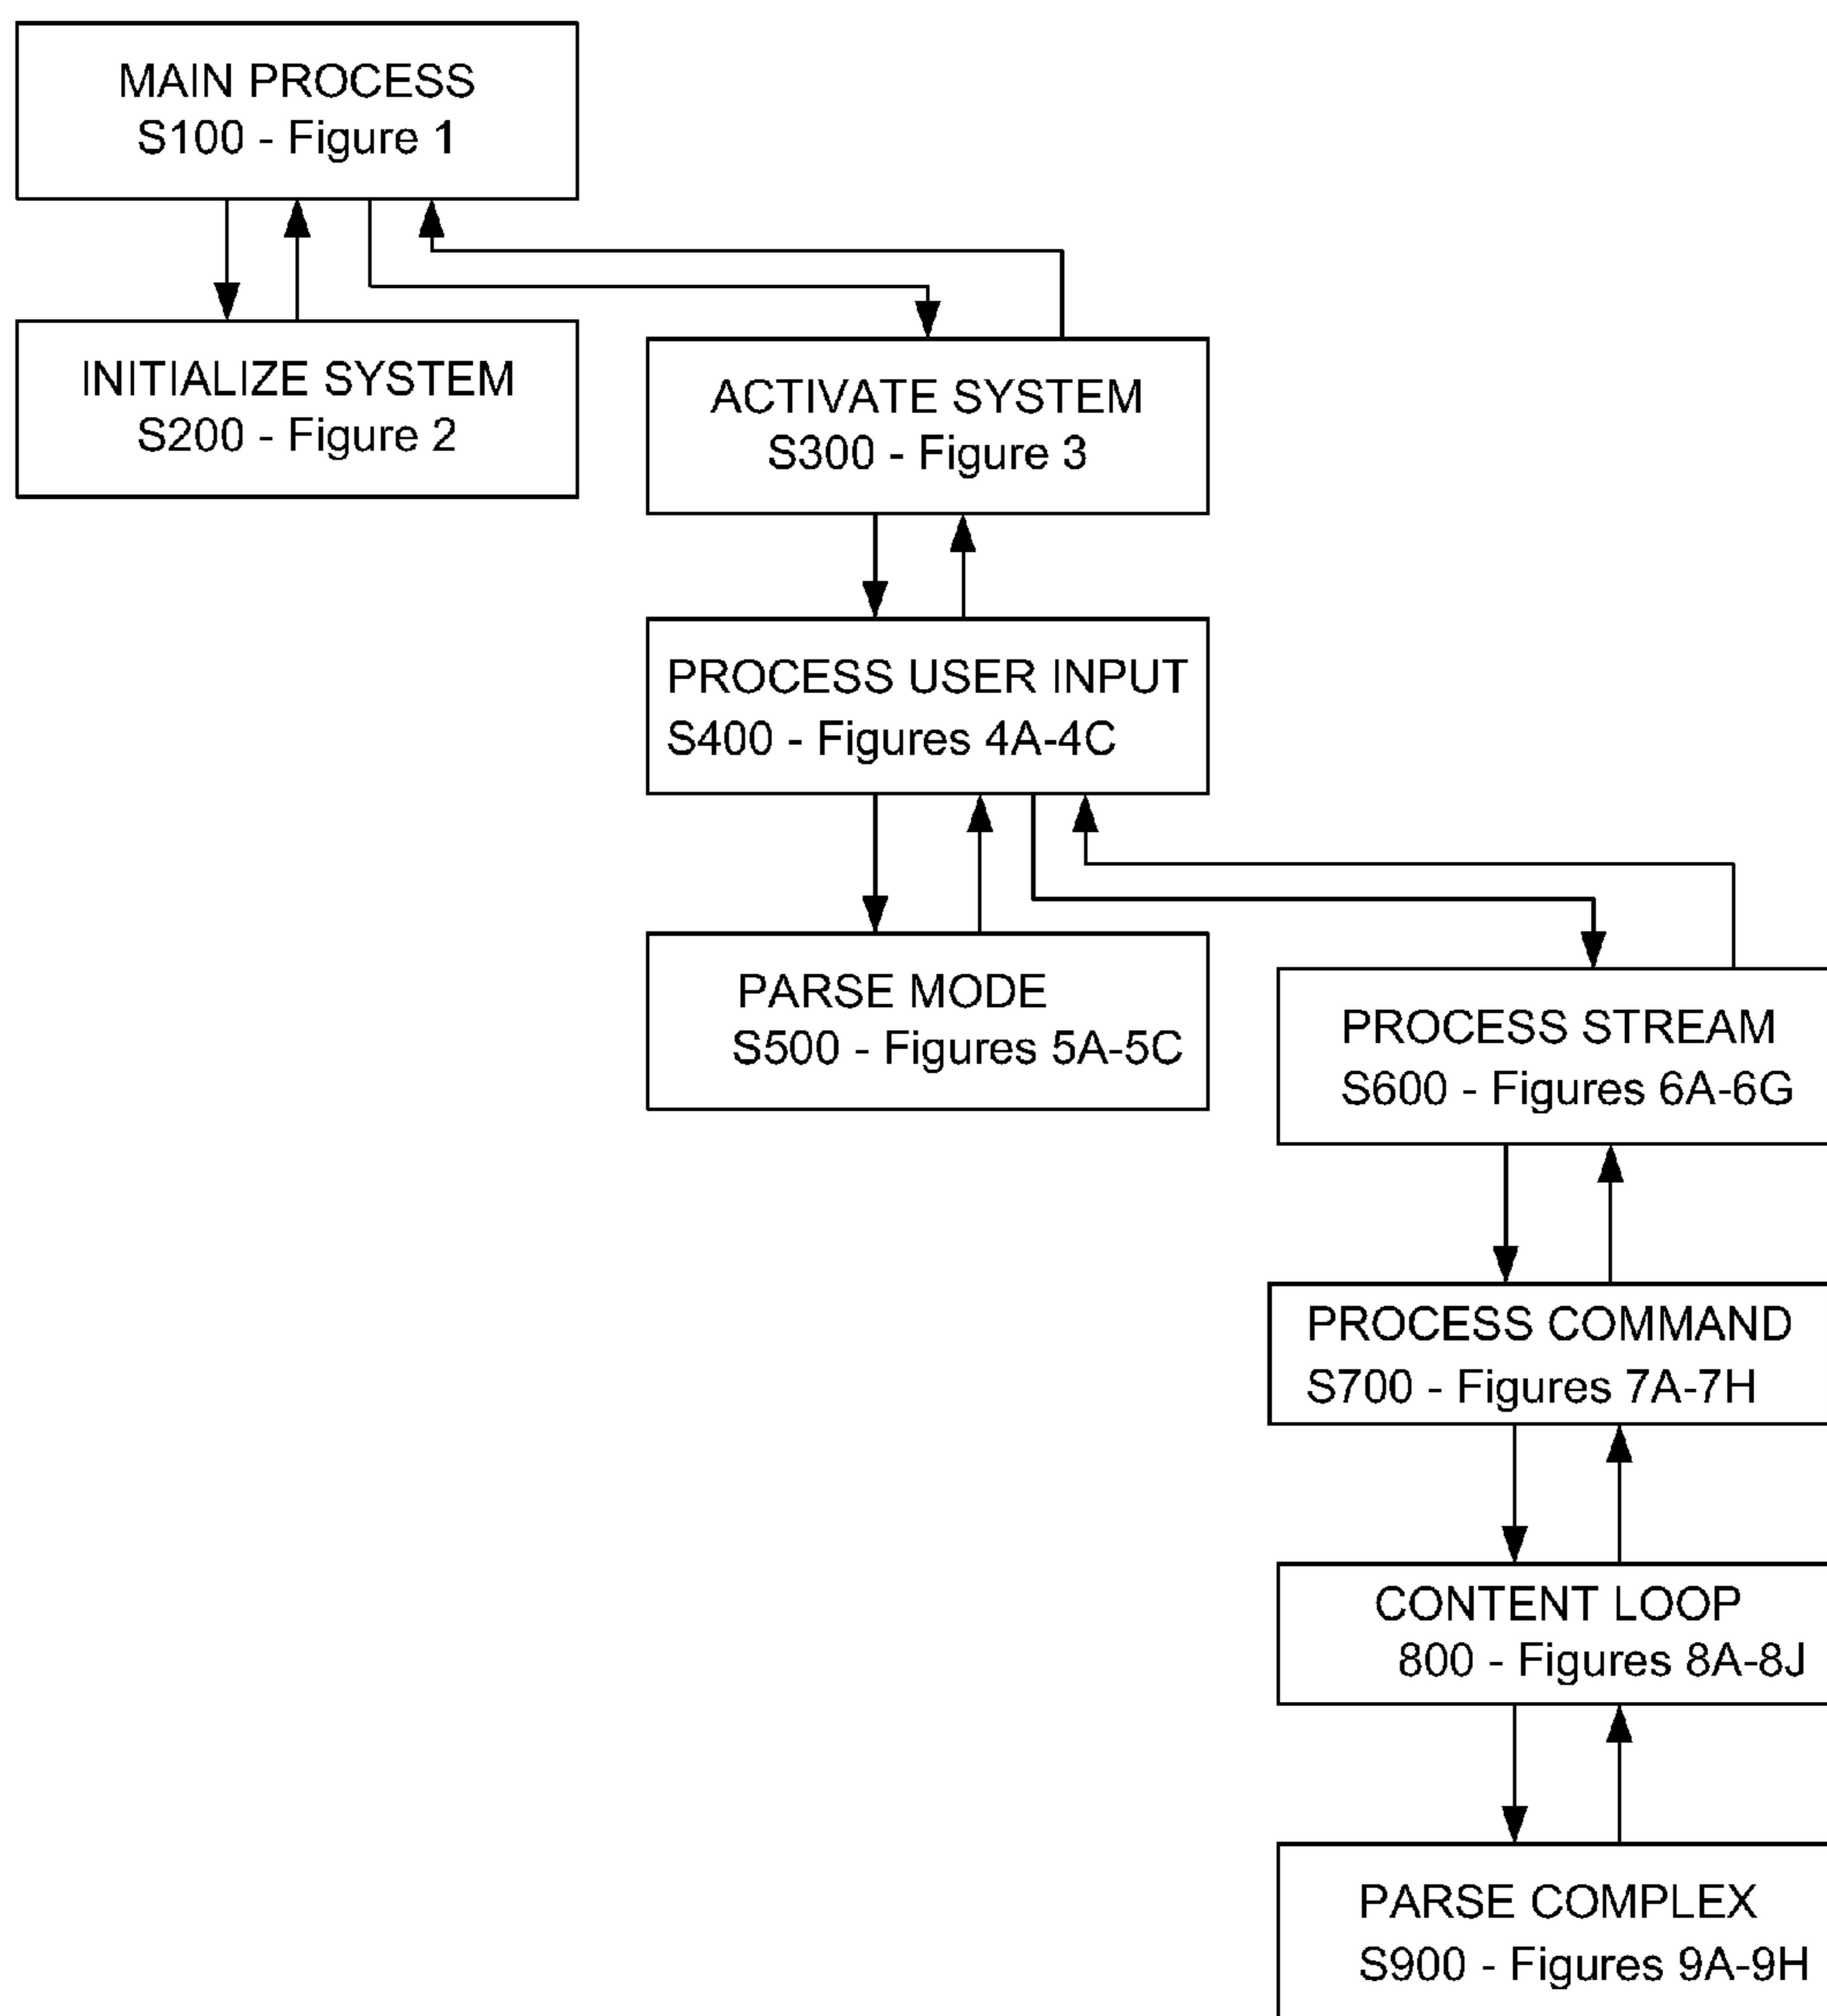 MAIN PROCESS
S100 - Figure 1
INITIALIZE SYSTEM
S200 - Figure 2
ACTIVATE SYSTEM
S300 - Figure 3
PROCESS USER INPUT
S400 - Figures 4A-4C
PARSE MODE
S500 - Figures 5A-5C
PROCESS STREAM
S600 - Figures 6A-6G
PROCESS COMMAND
S700 - Figures 7A-7H
CONTENT LOOP
800 - Figures 8A-8J
PARSE COMPLEX
S900 - Figures 9A-9H